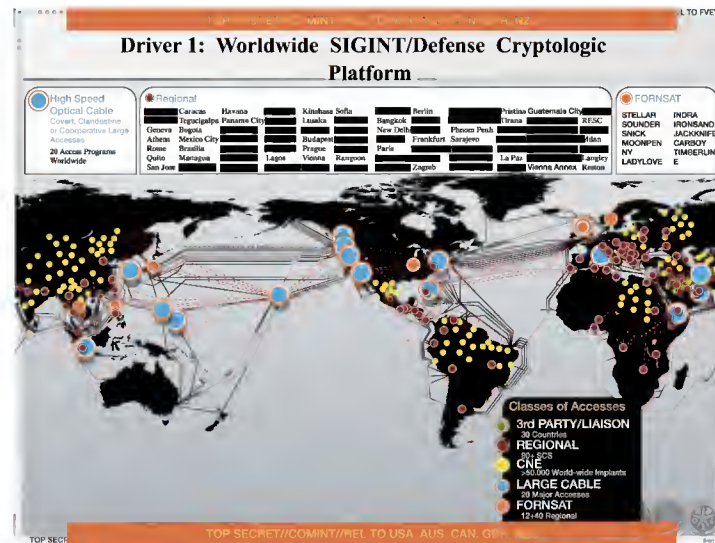 L TO FVEY
Driver 1: Worldwide SIGINT/Defense Cryptologic
Platform
High Speed
Optical Cable
Covert, Clandestine
or Cooperative Large
Accesses
20 Access Programs
Worldwide
Regional
Caracas Havana Kinshasa Sofia Berlin Pristina Guatemala City
Tegucigalpa Panama City Lusaka Bangkok Tirana RESC
Geneva Bogota New Delhi Phnom Penh
Athens Mexico City Budapest Frankfurt Sarajevo Milan
Rome Brasilia Prague Paris
Quito Managua Lagos Vienna Rangoon La Paz Langley
San Jose Zagreb Vienna Annex Reston
FORNSAT
STELLAR INDRA
SOUNDER IRONSAND
SNICK JACKKNIFE
MOONPEN CARBOY
NY TIMBERLIN
LADYLOVE E
Classes of Accesses
3rd PARTY/LIAISON
30 Countries
REGIONAL
80+ SCS
CNE
>50,000 World-wide Implants
LARGE CABLE
20 Major Accesses
FORNSAT
12+40 Regional
TOP SECRET//COMINT//REL TO USA, AUS, CAN, GB
TOP SECR